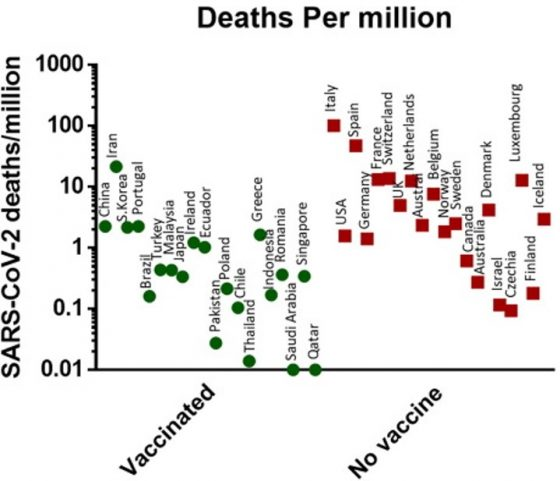 Deaths Per million
SARS-CoV-2 deaths/million
1000
100
10
1
0.1
0.01
China
Iran
S.Korea
Portugal
Brazil
Turkey
Malaysia
Japan
Ireland
Ecuador
Pakistan
Poland
Chile
Thailand
Greece
Indonesia
Romania
Saudi Arabia
Singapore
Qatar
Italy
USA
Spain
Germany
France
Switzerland
UK
Netherlands
Austral
Belgium
Norway
Sweden
Canada
Australia
Denmark
Israel
Czechia
Luxembourg
Finland
Iceland
Vaccinated
No vaccine